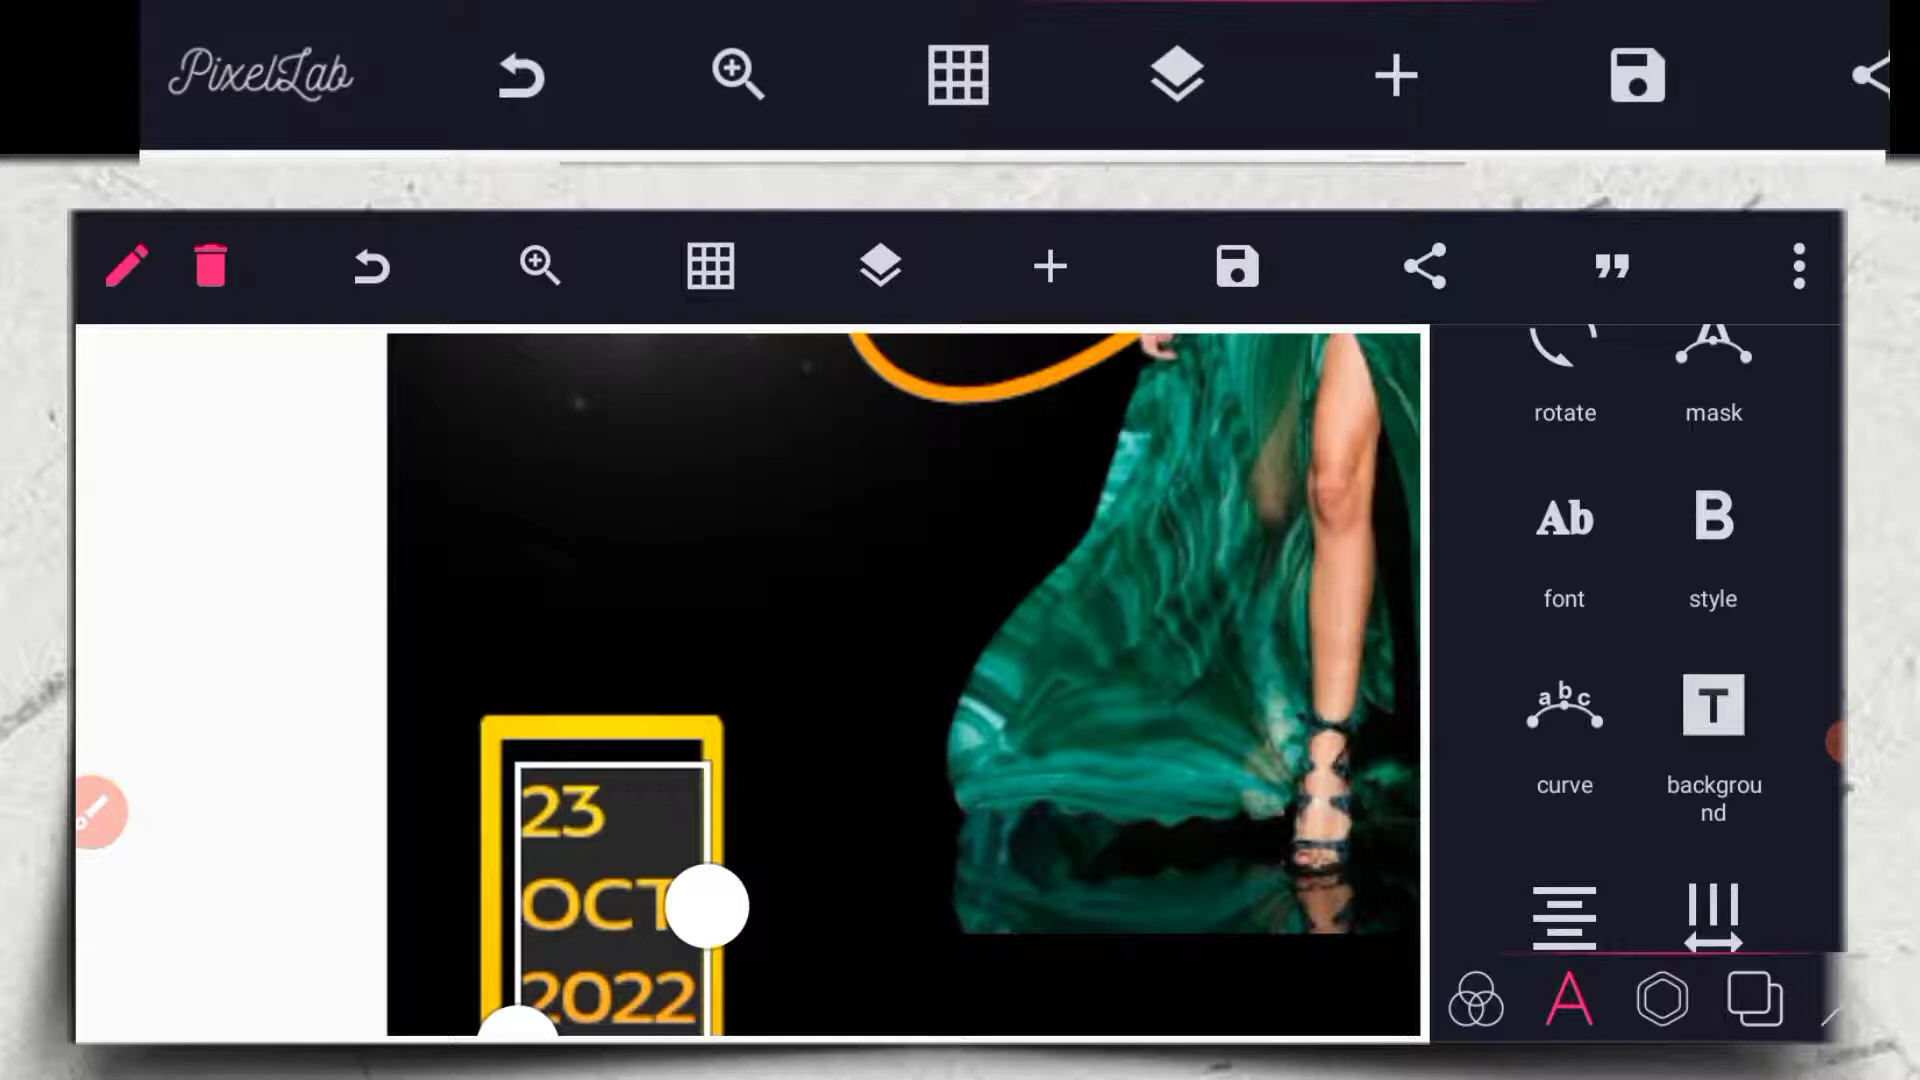 PixelLab
rotate
mask
Ab
B
font
style
abc
T
curve
backgrou
nd
23
OCT
2022
A